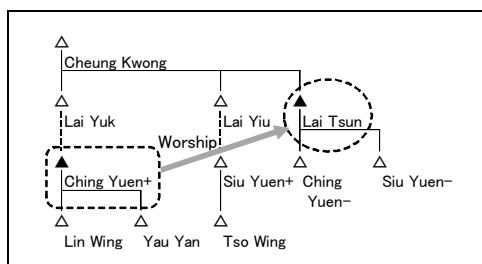 Cheung Kwong
Lai Yuk
Lai Yiu
Lai Tsun
Worship
Ching Yuen+
Siu Yuen+
Ching
Yuen-
Siu Yuen-
Lin Wing
Yau Yan
Tso Wing